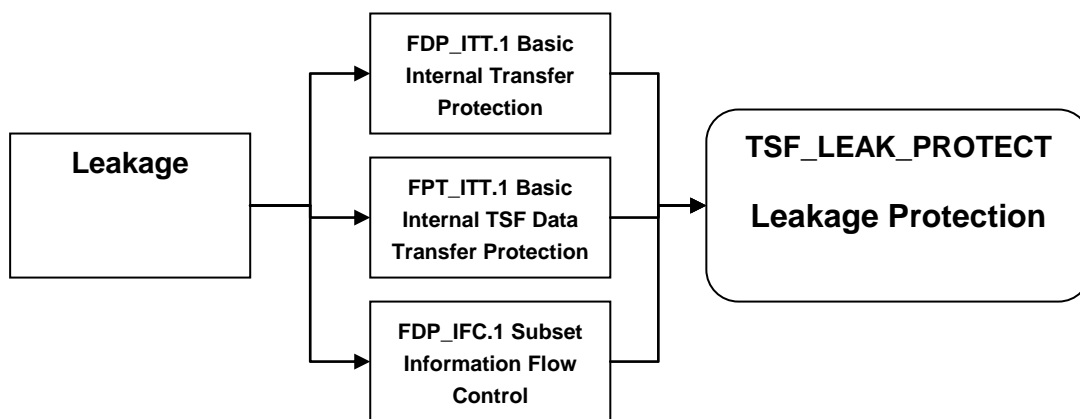 Leakage
FDP_ITT.1 Basic
Internal Transfer
Protection
FPT_ITT.1 Basic
Internal TSF Data
Transfer Protection
FDP_IFC.1 Subset
Information Flow
Control
TSF_LEAK_PROTECT
Leakage Protection